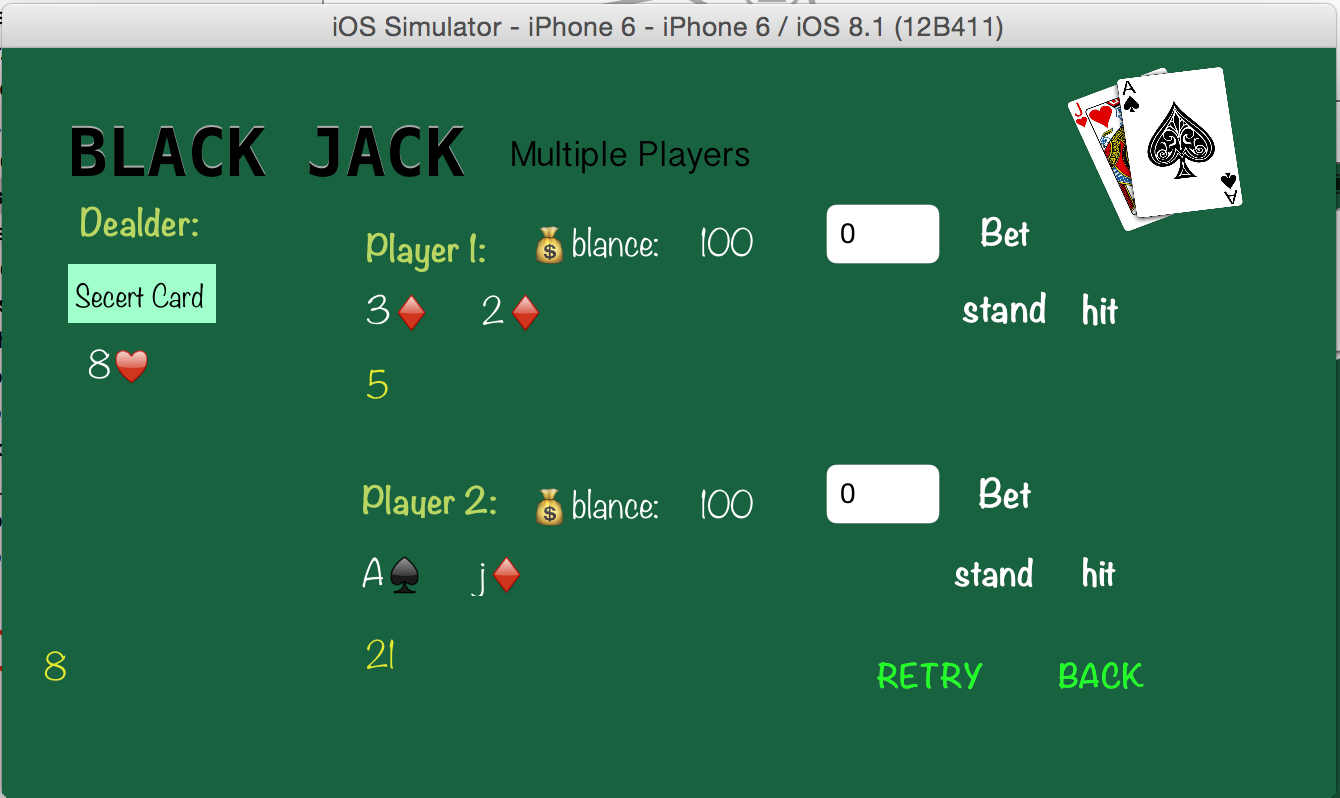 iOS Simulator - iPhone 6 - iPhone 6 / iOS 8.1 (12B411)
J A
A
BLACK JACK Multiple Players
Dealder:
Player 1: blance: 100 0 Bet
Secert Card
3 2 stand hit
8
5
Player 2: blance: 100 0 Bet
A j stand hit
21
8
RETRY BACK